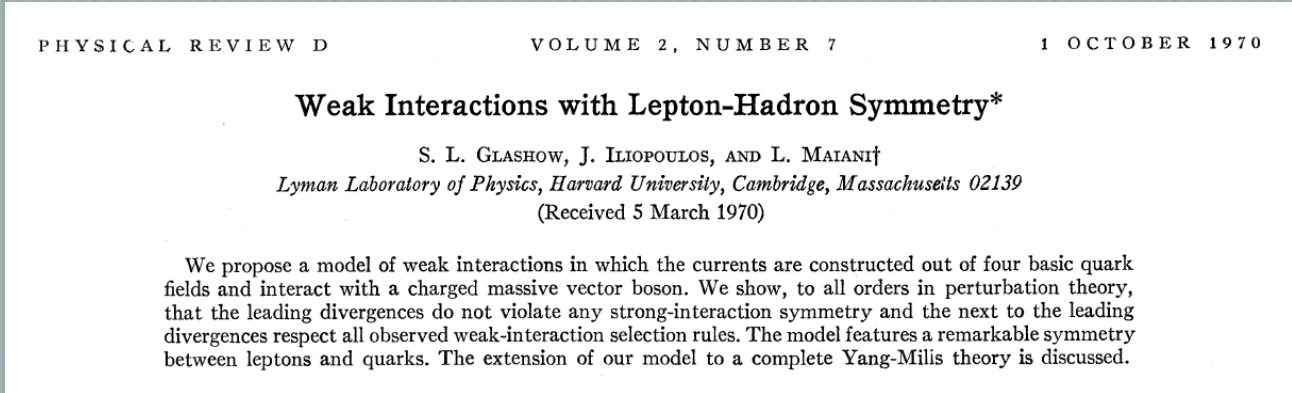 PHYSICAL REVIEW D VOLUME 2, NUMBER 7 1 OCTOBER 1970
Weak Interactions with Lepton-Hadron Symmetry*
S. L. GLASHOW, J. ILIOPOULOS, AND L. MAIANI†
Lyman Laboratory of Physics, Harvard University, Cambridge, Massachusetts 02139
(Received 5 March 1970)
We propose a model of weak interactions in which the currents are constructed out of four basic quark
fields and interact with a charged massive vector boson. We show, to all orders in perturbation theory,
that the leading divergences do not violate any strong-interaction symmetry and the next to the leading
divergences respect all observed weak-interaction selection rules. The model features a remarkable symmetry
between leptons and quarks. The extension of our model to a complete Yang-Milis theory is discussed.